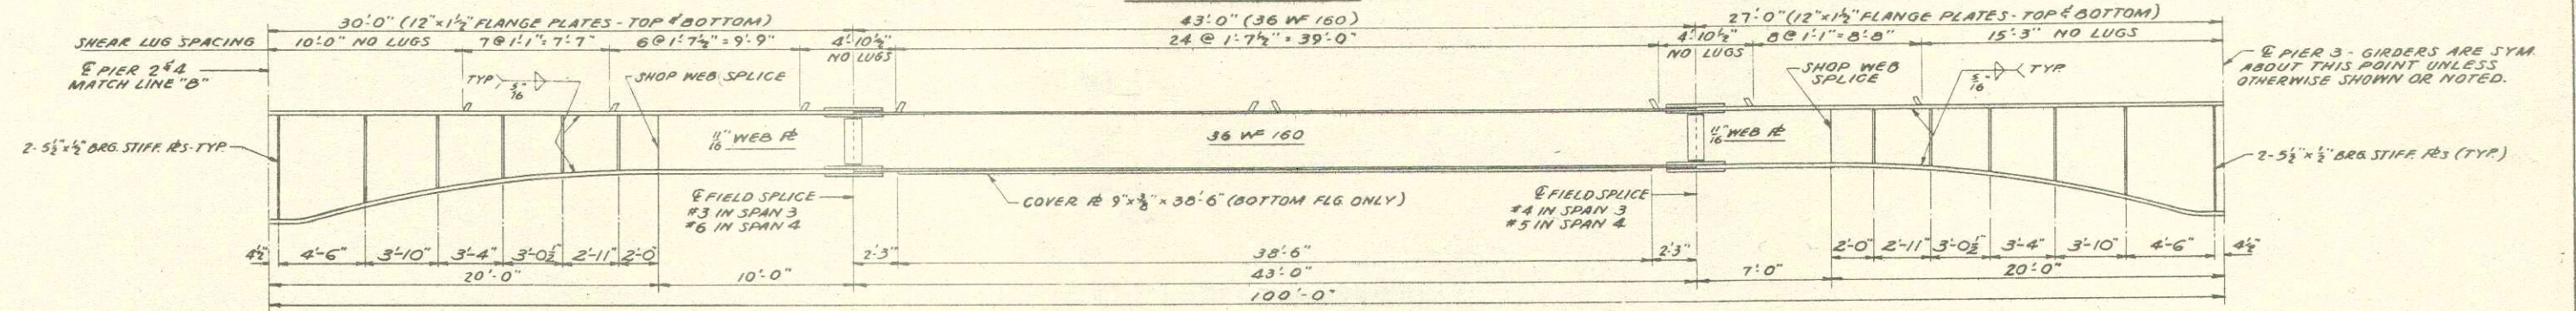 30'-0" (12"x1½" FLANGE PLATES - TOP & BOTTOM)
43'-0" (36 WF 160)
27'-0" (12"x1½" FLANGE PLATES - TOP & BOTTOM)
SHEAR LUG SPACING
10'-0" NO LUGS
7 @ 1'-1" = 7'-7"
6 @ 1'-7½" = 9'-9"
4'-10½"
NO LUGS
24 @ 1'-7½" = 39'-0"
4'-10½"
NO LUGS
8 @ 1'-1" = 8'-8"
15'-3" NO LUGS
℄ PIER 2 & 4
MATCH LINE "B"
TYP
5/16
SHOP WEB SPLICE
SHOP WEB
SPLICE
5/16
TYP.
℄ PIER 3 - GIRDERS ARE SYM.
ABOUT THIS POINT UNLESS
OTHERWISE SHOWN OR NOTED.
2-5½"x½" BRG. STIFF. ℙS-TYP.
11/16" WEB ℙ
36 WF 160
11/16" WEB ℙ
2-5½"x½" BRG. STIFF. ℙS (TYP.)
℄ FIELD SPLICE
#3 IN SPAN 3
#6 IN SPAN 4
COVER ℙ 9"x⅜"x 38'-6" (BOTTOM FLG. ONLY)
℄ FIELD SPLICE
#4 IN SPAN 3
#5 IN SPAN 4
4½"
4'-6"
3'-10"
3'-4"
3'-0½"
2'-11"
2'-0"
2'-3"
38'-6"
2'-3"
2'-0"
2'-11"
3'-0½"
3'-4"
3'-10"
4'-6"
4½"
20'-0"
10'-0"
43'-0"
7'-0"
20'-0"
100'-0"